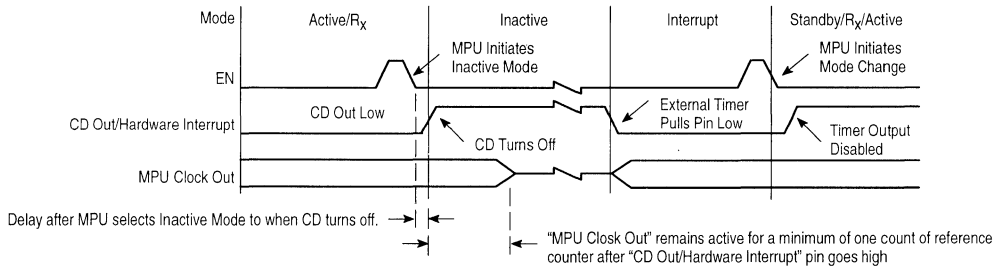 Mode Active/RX Inactive Interrupt Standby/RX/Active
MPU Initiates
Inactive Mode
MPU Initiates
Mode Change
EN
CD Out Low
External Timer
Pulls Pin Low
CD Out/Hardware Interrupt
CD Turns Off
Timer Output
Disabled
MPU Clock Out
Delay after MPU selects Inactive Mode to when CD turns off.
“MPU Closk Out” remains active for a minimum of one count of reference
counter after “CD Out/Hardware Interrupt” pin goes high